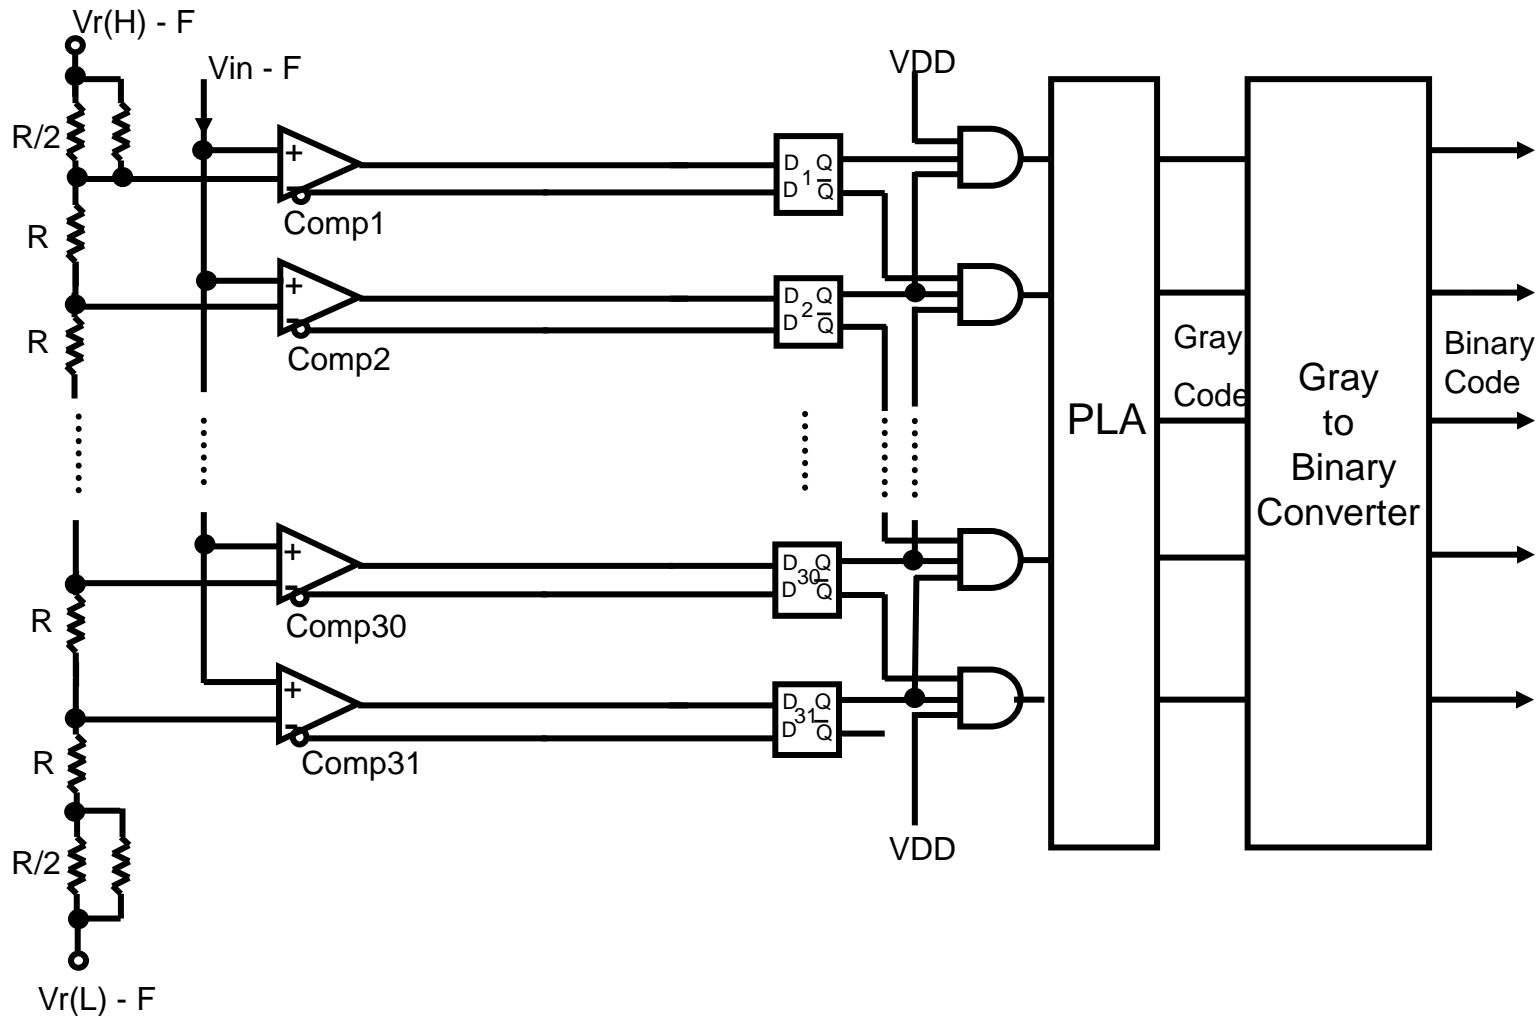 Vr(H) - F
Vin - F
VDD
R/2
+
-
Comp1
D Q
1
D Q
R
+
-
Comp2
D Q
2
D Q
R
Gray
Code
Binary
Code
PLA
Gray
to
Binary
Converter
+
-
Comp30
D Q
30
D Q
R
+
-
Comp31
D Q
31
D Q
R
VDD
R/2
Vr(L) - F